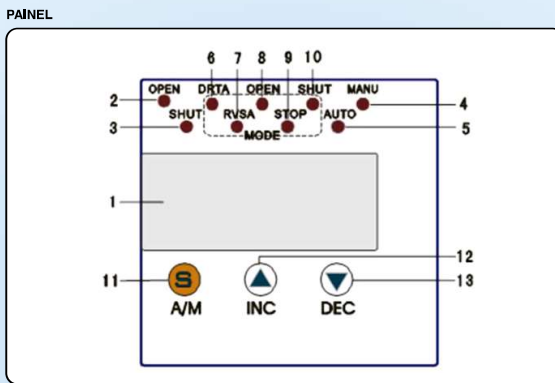 PAINEL
6 7 8 9 10
OPEN DRTA OPEN SHUT MANU
2 4
SHUT RVSA STOP AUTO
3 5
MODE
1
12
S
11 13
A/M INC DEC